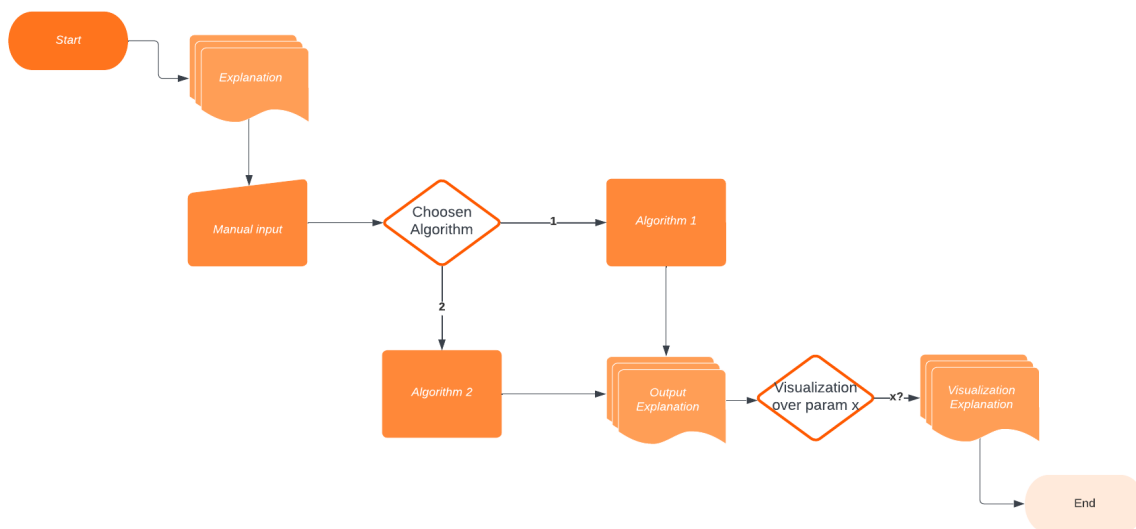 Start
Explanation
Manual input
Choosen
Algorithm
1
Algorithm 1
2
Algorithm 2
Output
Explanation
Visualization
over param x
x?
Visualization
Explanation
End